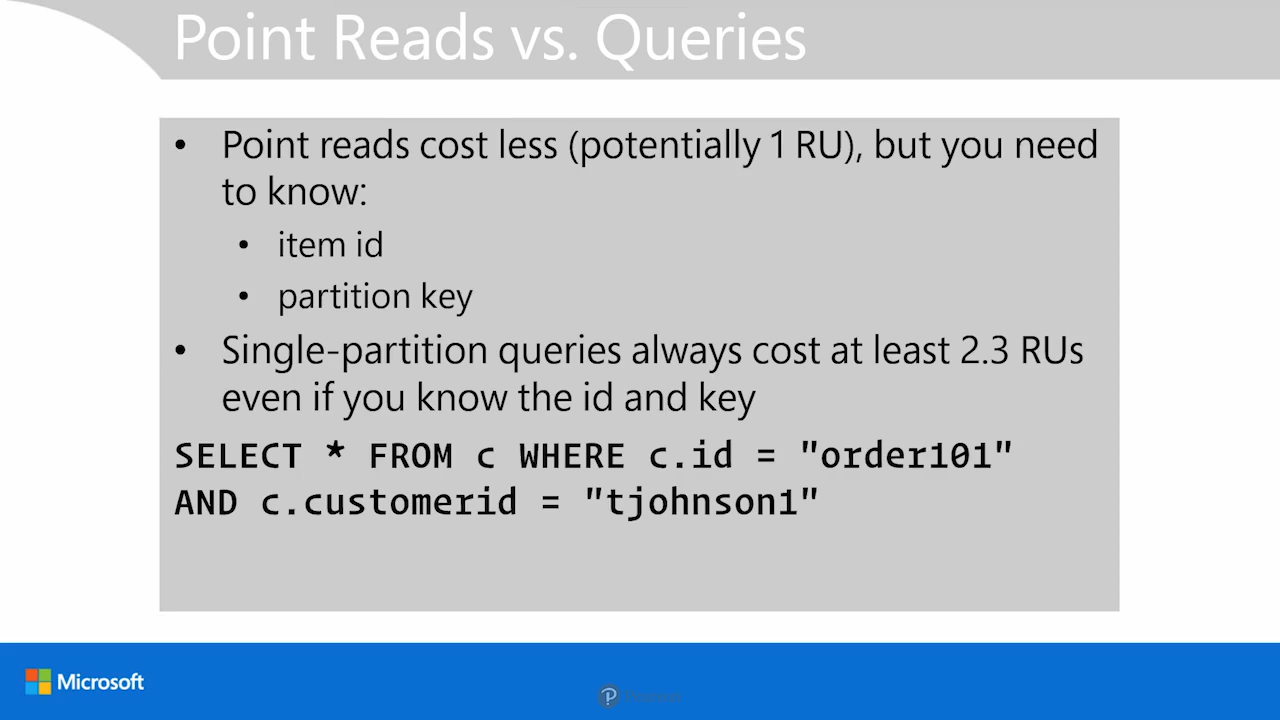 Point Reads vs. Queries
• Point reads cost less (potentially 1 RU), but you need
to know:
• item id
• partition key
• Single-partition queries always cost at least 2.3 RUs
even if you know the id and key
SELECT * FROM c WHERE c.id = "order101"
AND c.customerid = "tjohnson1"
Microsoft